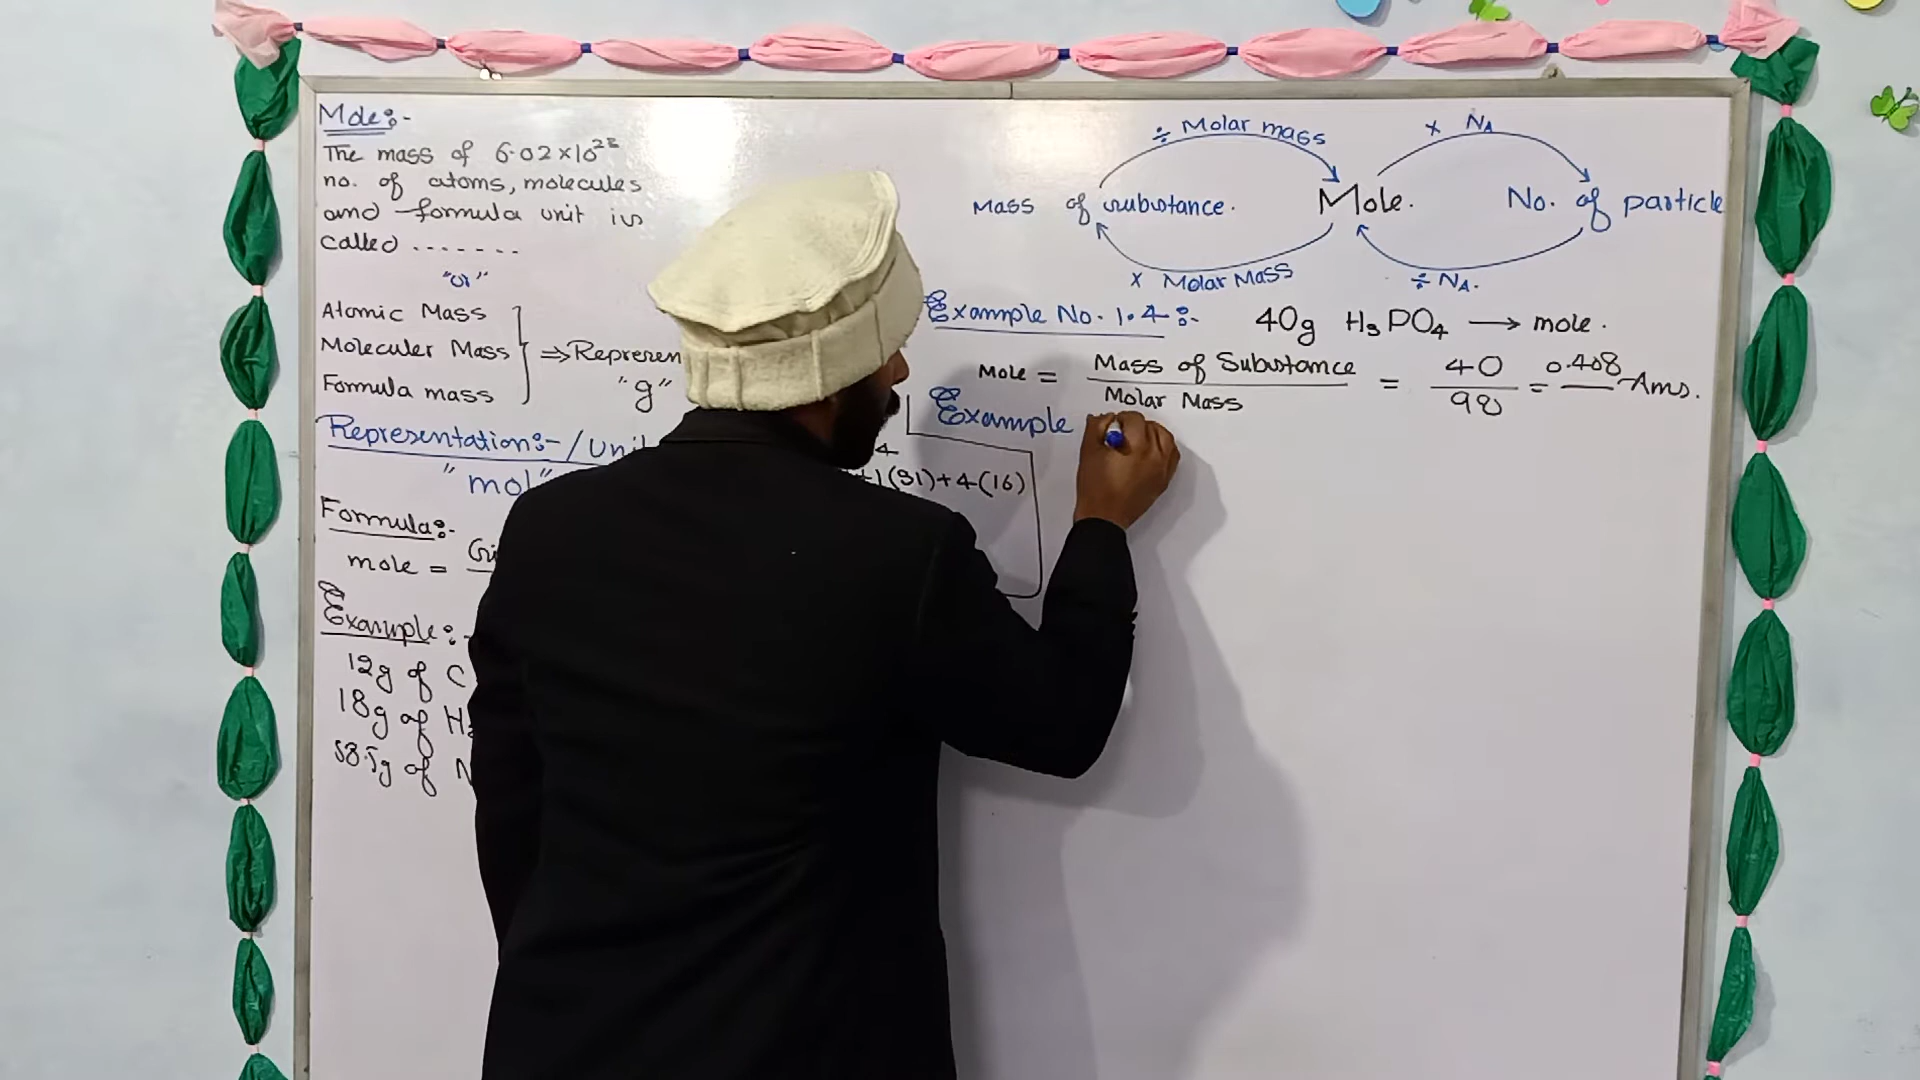 Mole:-
The mass of 6.02×10²³
no. of atoms, molecules
and formula unit is
called .......
"or"
Atomic Mass
Moleculer Mass
Formula mass
⇒ Represen
"g"
Representation:-/Uni
"mol"
Formula:-
mole = Gi
Example:-
12g of C
18g of H₂
58.5g of N
÷ Molar mass
× NA
Mass of substance.
Mole.
No. of particle
× Molar Mass
÷ NA.
Example No. 1.4:-
40g H₃PO₄ → mole.
Mole = Mass of Substance / Molar Mass = 40 / 98 = 0.408 Ans.
Example
4
+1(31)+4(16)